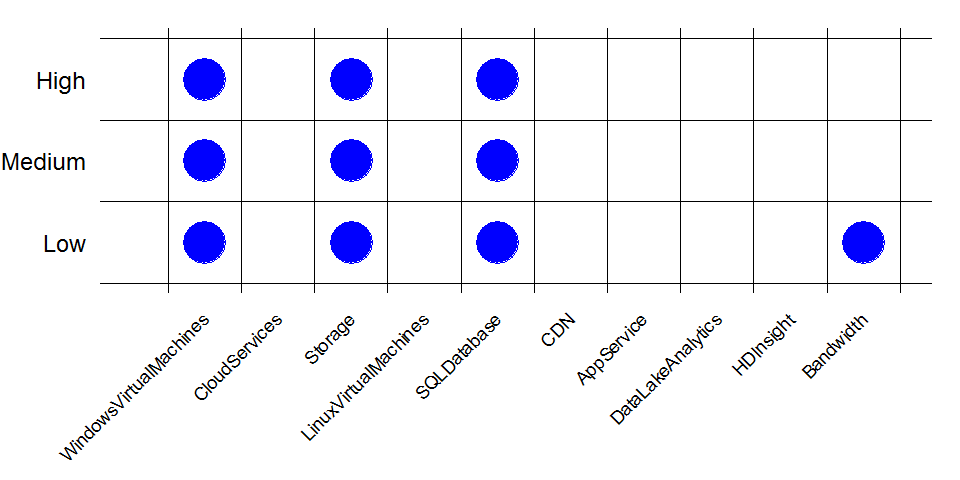 High
Medium
Low
WindowsVirtualMachines
CloudServices
Storage
LinuxVirtualMachines
SQLDatabase
CDN
AppService
DataLakeAnalytics
HDInsight
Bandwidth